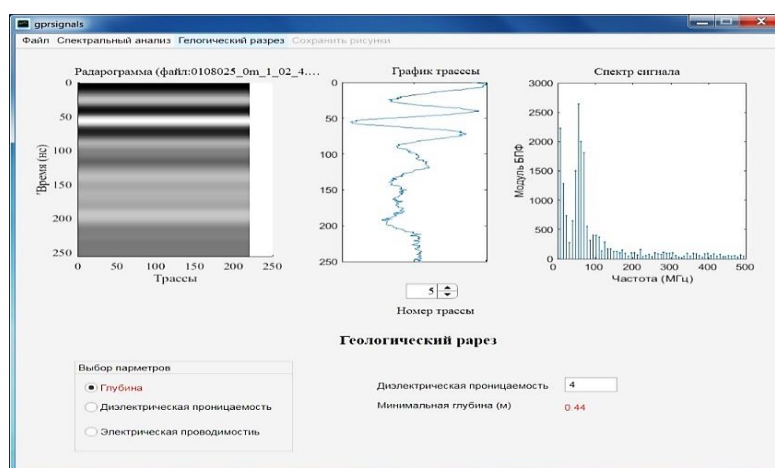 gprsignals
Файл Спектральный анализ Гелогический разрез Сохранить рисунки
Радарограмма (файл:0108025_0m_1_02_4....
График трасссы
Спектр сигнала
0
50
100
150
200
250
Время (нс)
0 50 100 150 200 250
Трассы
0
50
100
150
200
250
3000
2500
2000
1500
1000
500
0
Модуль БПФ
0 100 200 300 400 500
Частота (МГц)
5
Номер трассы
Геологический рарез
Выбор парметров
Глубина
Диэлектрическая проницаемость
Электрическая проводимостиь
Диэлектрическая проницаемость 4
Минимальная глубина (м) 0.44